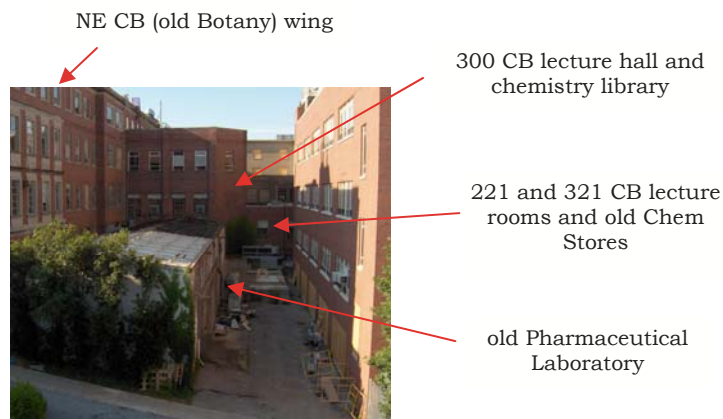 NE CB (old Botany) wing
300 CB lecture hall and
chemistry library
221 and 321 CB lecture
rooms and old Chem
Stores
old Pharmaceutical
Laboratory